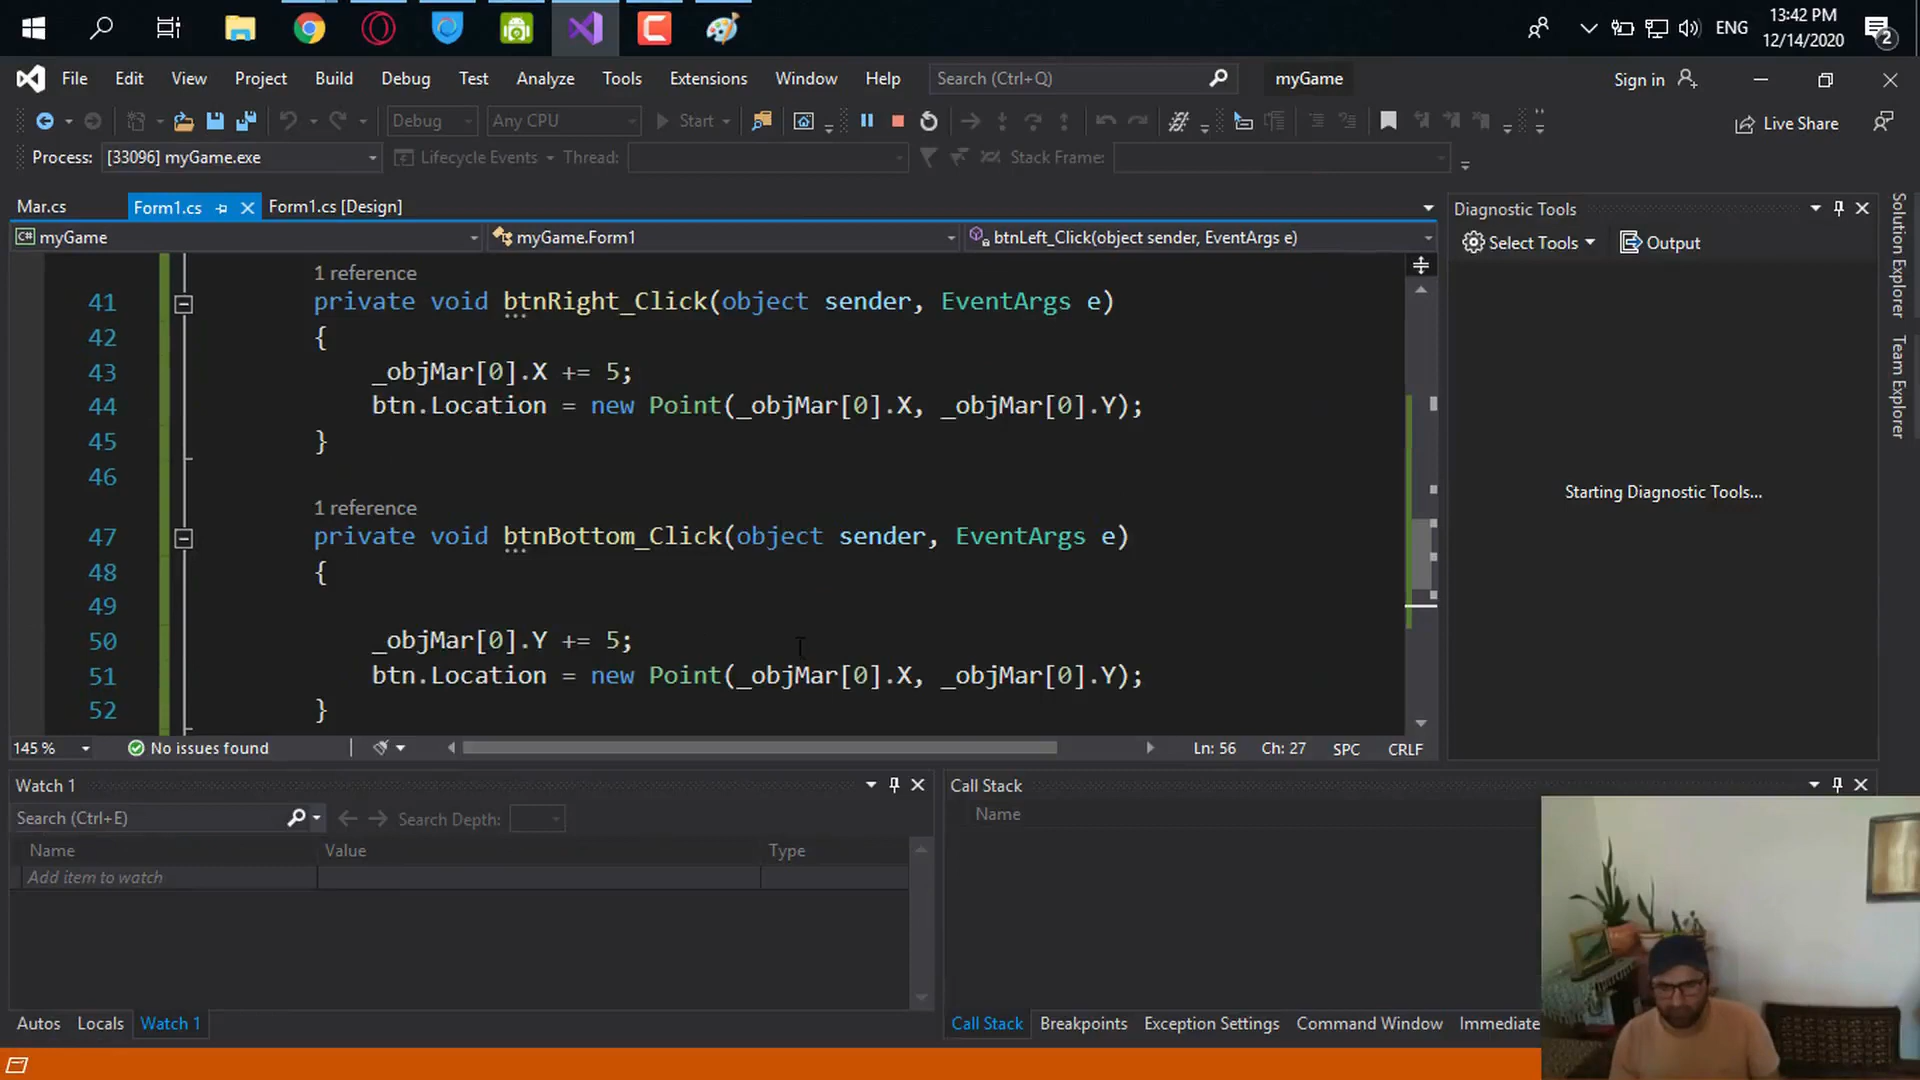 ENG
13:42 PM
12/14/2020
2
File Edit View Project Build Debug Test Analyze Tools Extensions Window Help
Search (Ctrl+Q)
myGame
Sign in
Debug
Any CPU
Start
Live Share
Process: [33096] myGame.exe
Lifecycle Events
Thread:
Stack Frame:
Mar.cs
Form1.cs
Form1.cs [Design]
myGame
myGame.Form1
btnLeft_Click(object sender, EventArgs e)
1 reference
41 private void btnRight_Click(object sender, EventArgs e)
42 {
43 _objMar[0].X += 5;
44 btn.Location = new Point(_objMar[0].X, _objMar[0].Y);
45 }
46
1 reference
47 private void btnBottom_Click(object sender, EventArgs e)
48 {
49
50 _objMar[0].Y += 5;
51 btn.Location = new Point(_objMar[0].X, _objMar[0].Y);
52 }
145 %
No issues found
Ln: 56 Ch: 27 SPC CRLF
Diagnostic Tools
Select Tools
Output
Starting Diagnostic Tools...
Solution Explorer
Team Explorer
Watch 1
Search (Ctrl+E)
Search Depth:
Name Value Type
Add item to watch
Autos Locals Watch 1
Call Stack
Name
Call Stack Breakpoints Exception Settings Command Window Immediate